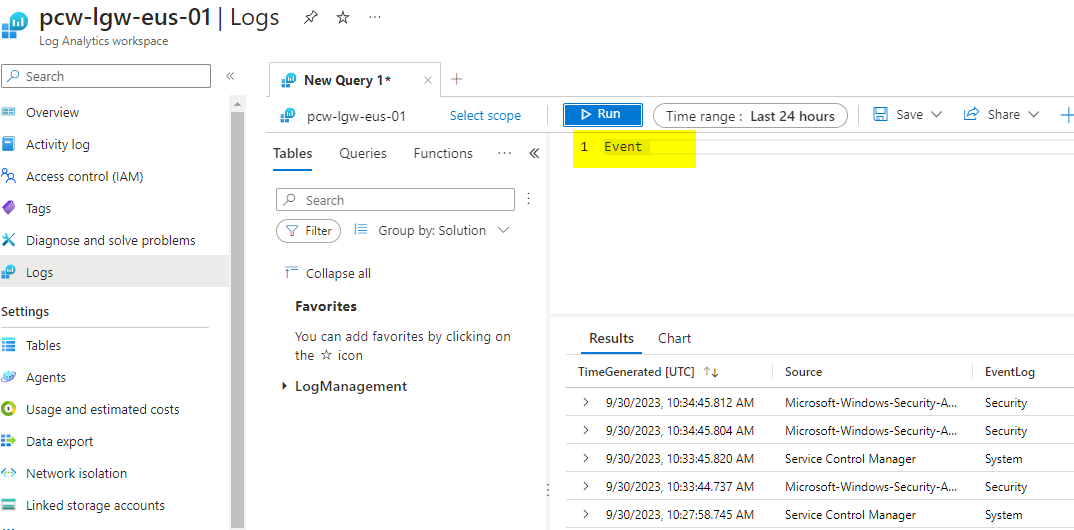 pcw-lgw-eus-01 | Logs
Log Analytics workspace
Search
Overview
Activity log
Access control (IAM)
Tags
Diagnose and solve problems
Logs
Settings
Tables
Agents
Usage and estimated costs
Data export
Network isolation
Linked storage accounts
New Query 1*
pcw-lgw-eus-01 Select scope
Run Time range : Last 24 hours Save Share
Tables Queries Functions
Search
Filter Group by: Solution
Collapse all
Favorites
You can add favorites by clicking on
the ☆ icon
LogManagement
1 Event
Results Chart
TimeGenerated [UTC] ↑↓ Source EventLog
9/30/2023, 10:34:45.812 AM Microsoft-Windows-Security-A... Security
9/30/2023, 10:34:45.804 AM Microsoft-Windows-Security-A... Security
9/30/2023, 10:33:45.820 AM Service Control Manager System
9/30/2023, 10:33:44.737 AM Microsoft-Windows-Security-A... Security
9/30/2023, 10:27:58.745 AM Service Control Manager System